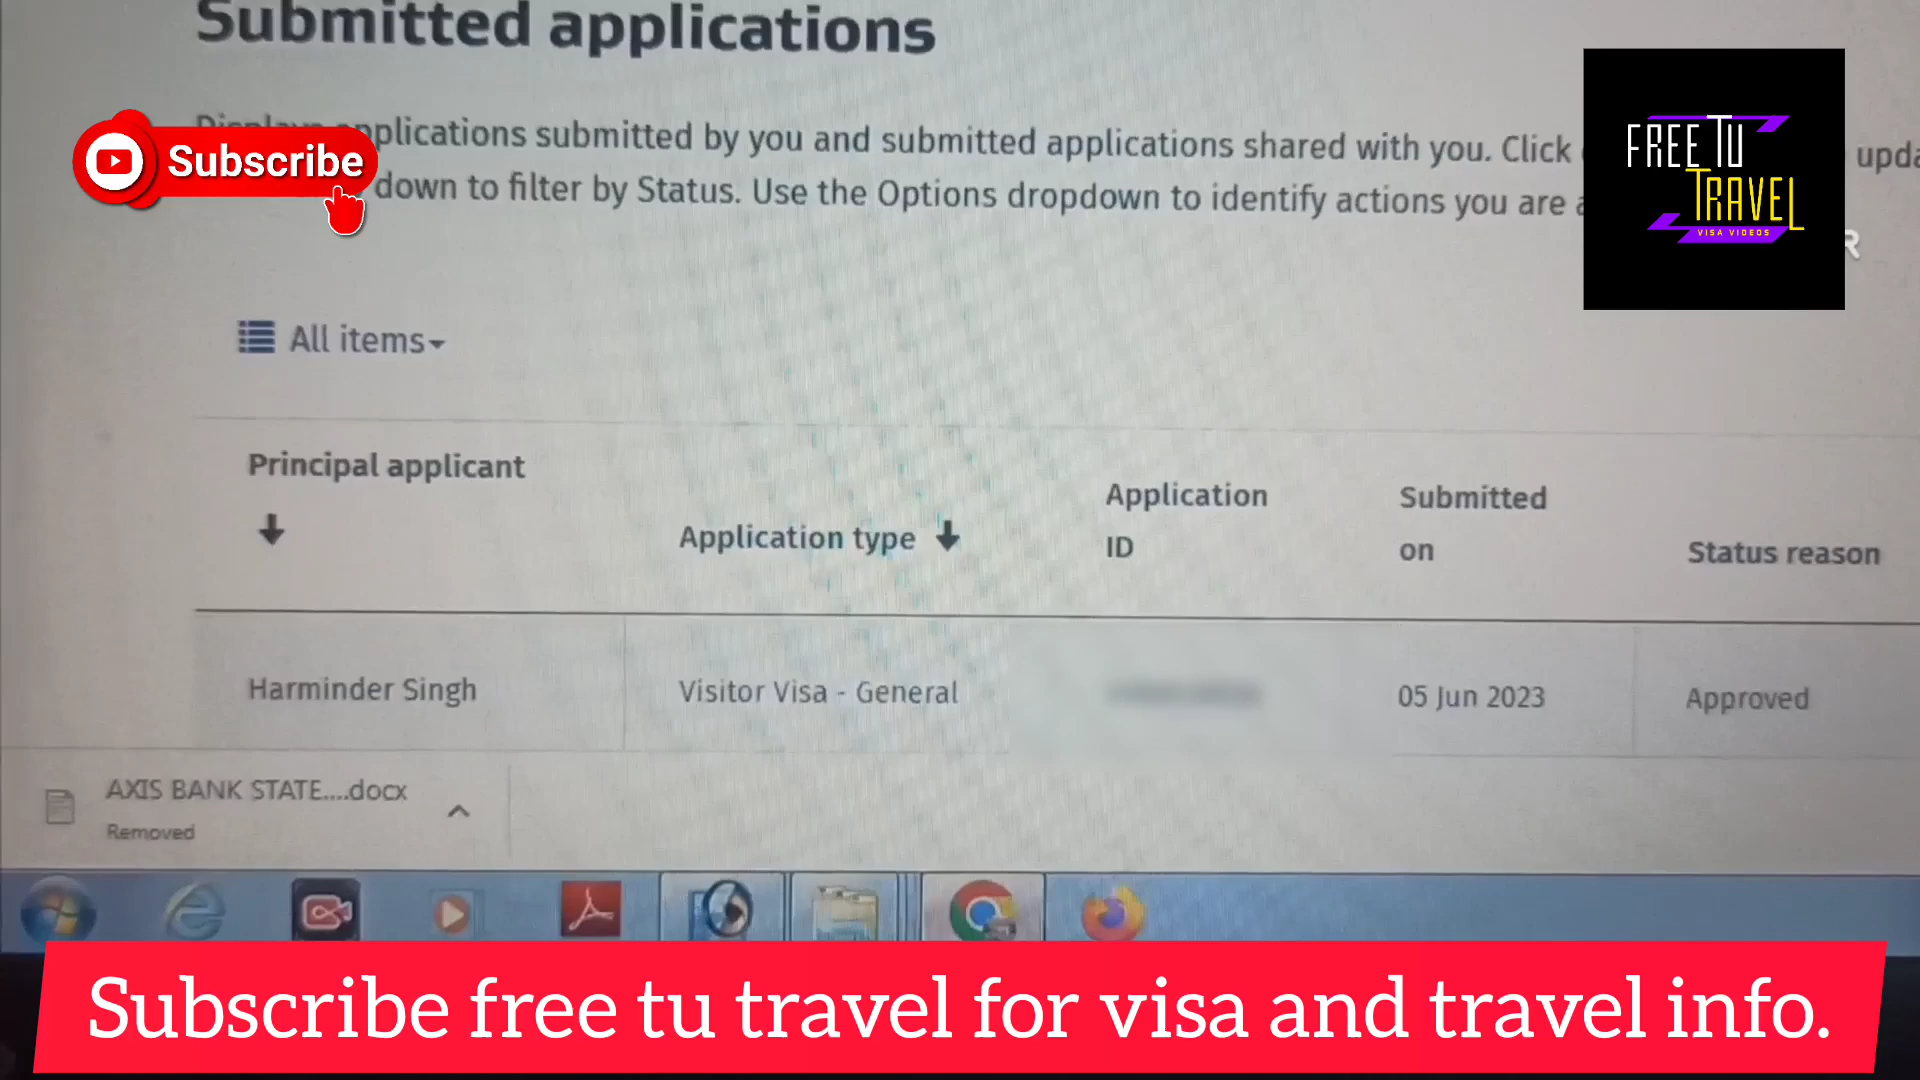 Submitted applications
applications submitted by you and submitted applications shared with you. Click
down to filter by Status. Use the Options dropdown to identify actions you are
Subscribe
FREE TU
TRAVEL
VISA VIDEOS
R
All items
Principal applicant
Application type
Application
ID
Submitted
on
Status reason
Harminder Singh
Visitor Visa - General
05 Jun 2023
Approved
AXIS BANK STATE....docx
Removed
Subscribe free tu travel for visa and travel info.